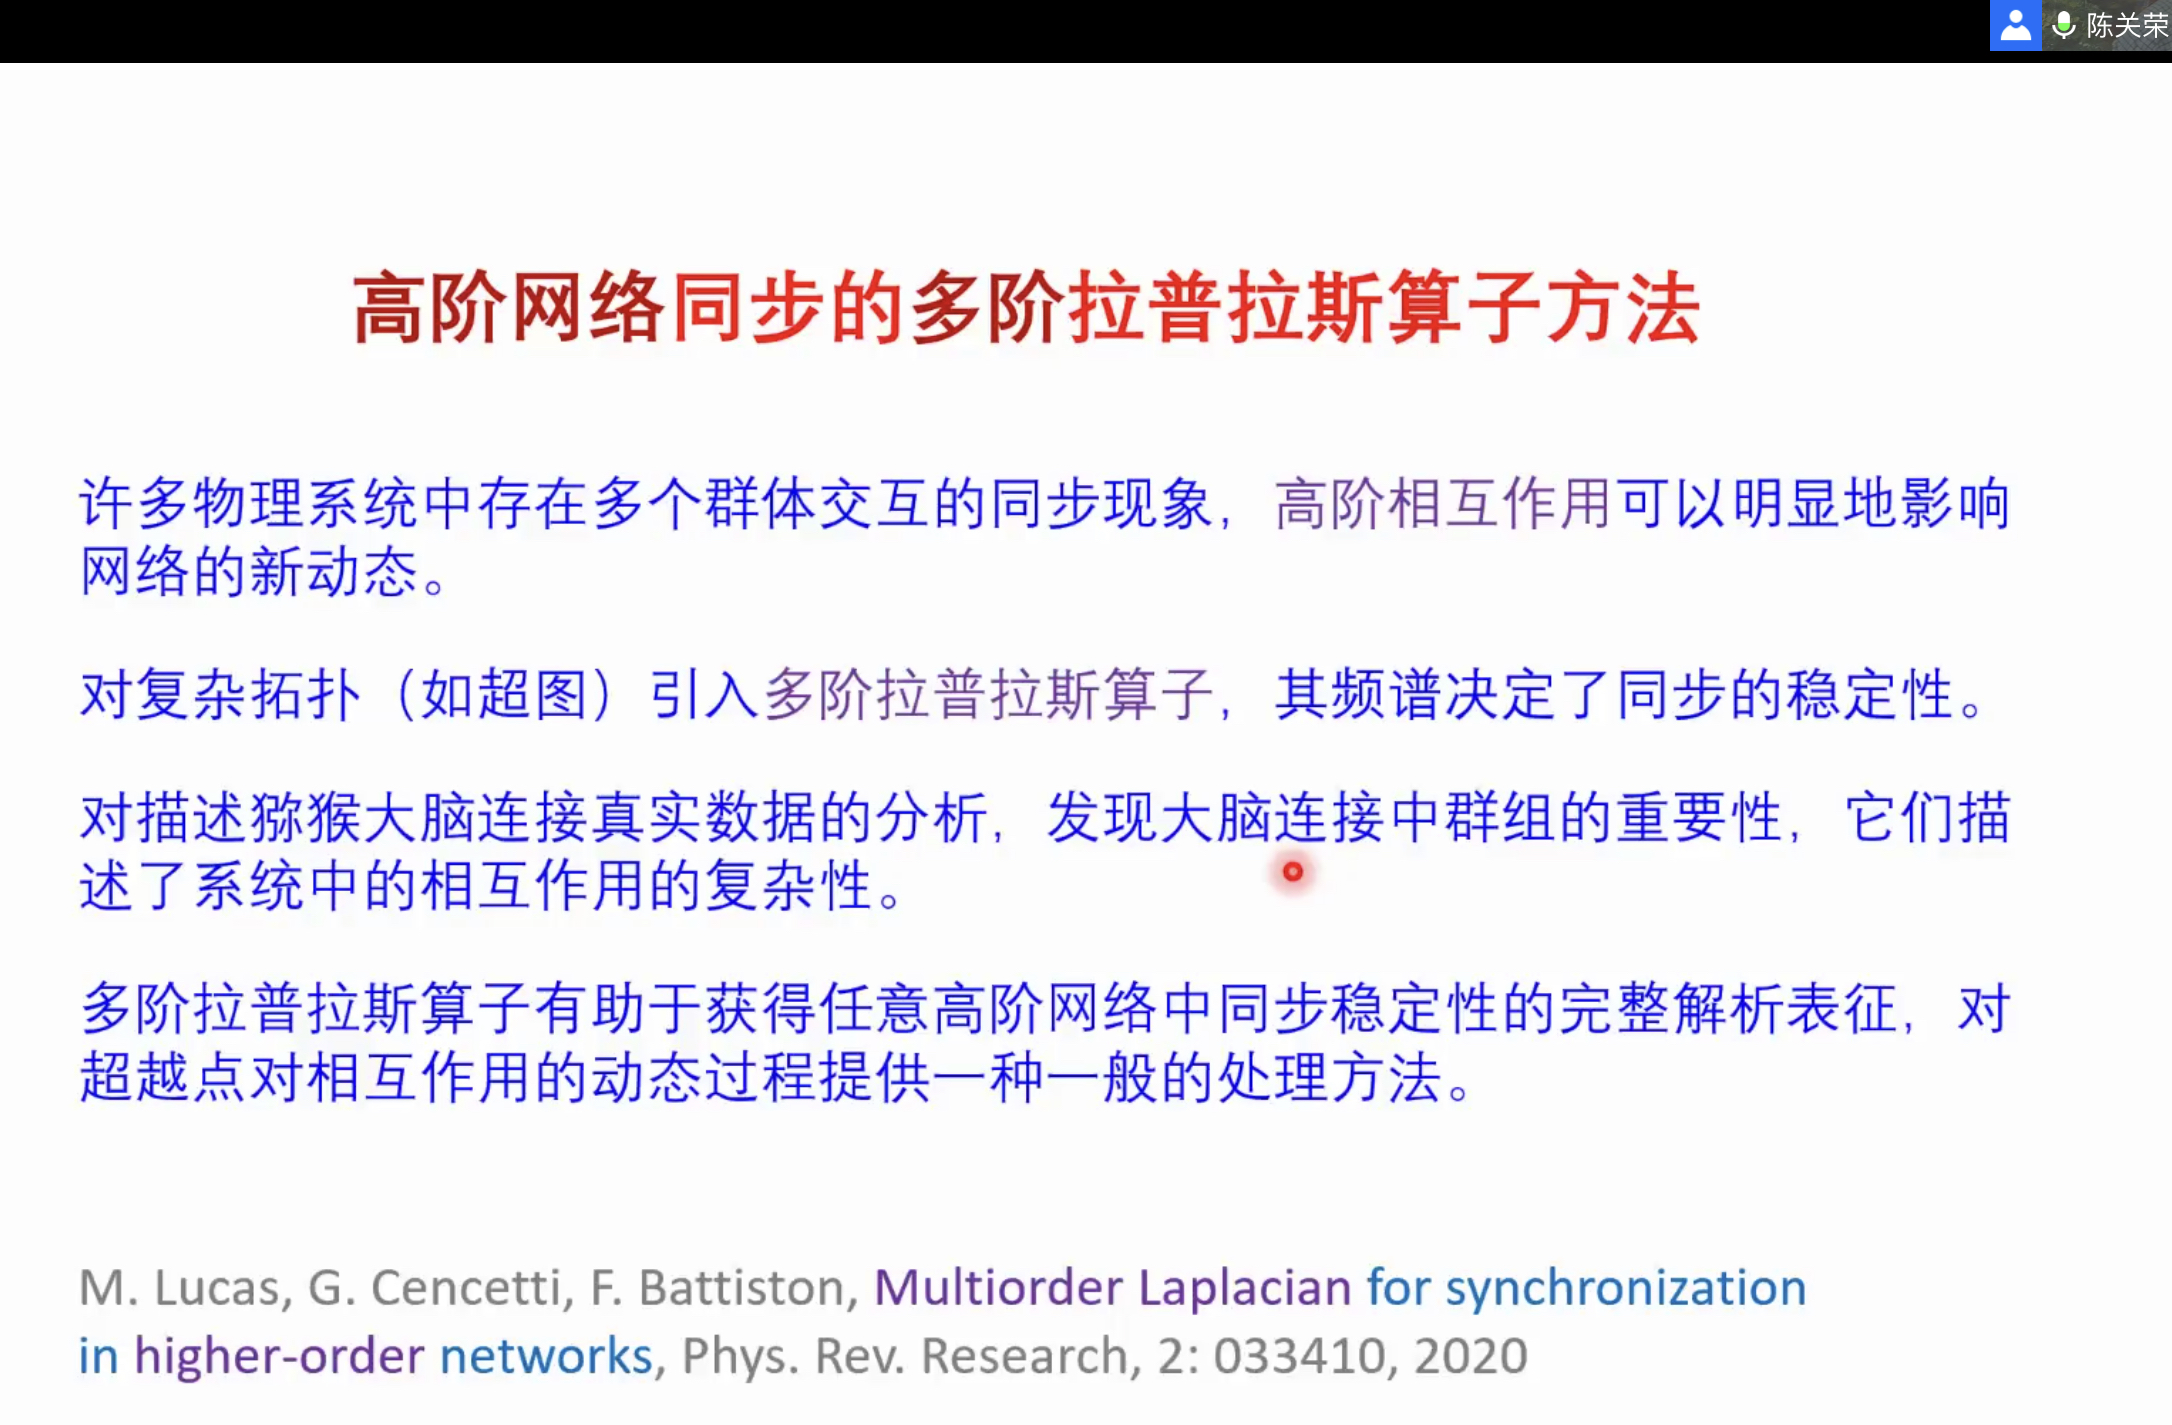 陈关荣
高阶网络同步的多阶拉普拉斯算子方法
许多物理系统中存在多个群体交互的同步现象，高阶相互作用可以明显地影响
网络的新动态。
对复杂拓扑（如超图）引入多阶拉普拉斯算子，其频谱决定了同步的稳定性。
对描述猕猴大脑连接真实数据的分析，发现大脑连接中群组的重要性，它们描
述了系统中的相互作用的复杂性。
多阶拉普拉斯算子有助于获得任意高阶网络中同步稳定性的完整解析表征，对
超越点对相互作用的动态过程提供一种一般的处理方法。
M. Lucas, G. Cencetti, F. Battiston, Multiorder Laplacian for synchronization
in higher-order networks, Phys. Rev. Research, 2: 033410, 2020